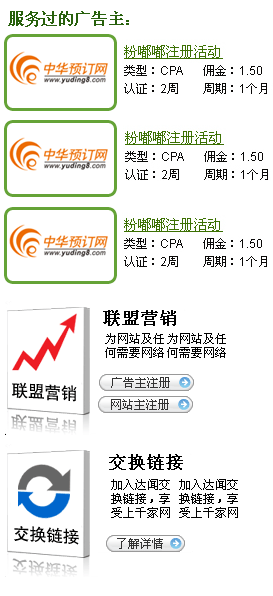 服务过的广告主：
中华预订网
www.yuding8.com
粉嘟嘟注册活动
类型：CPA 佣金：1.50
认证：2周 周期：1个月
中华预订网
www.yuding8.com
粉嘟嘟注册活动
类型：CPA 佣金：1.50
认证：2周 周期：1个月
中华预订网
www.yuding8.com
粉嘟嘟注册活动
类型：CPA 佣金：1.50
认证：2周 周期：1个月
联盟营销
联盟营销
为网站及任 为网站及任
何需要网络 何需要网络
广告主注册
网站主注册
交换链接
交换链接
加入达闻交 加入达闻交
换链接，享 换链接，享
受上千家网 受上千家网
了解详情